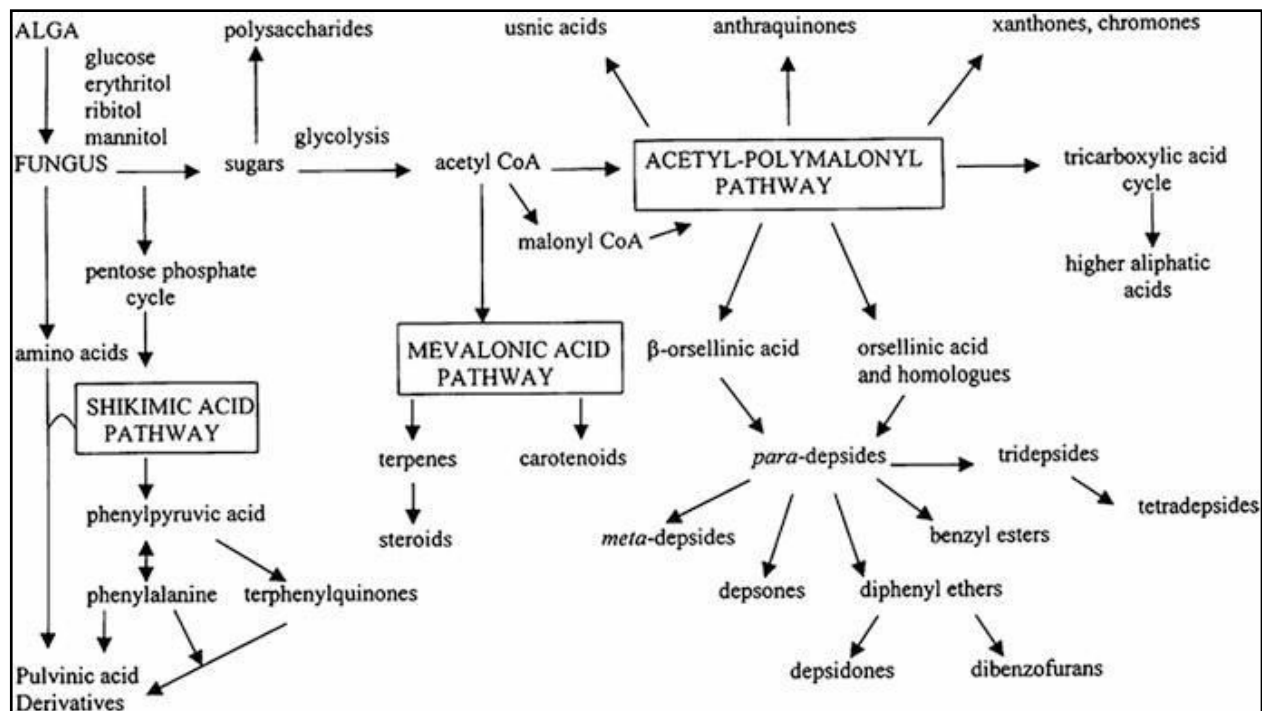 ALGA
polysaccharides
usnic acids
anthraquinones
xanthones, chromones
glucose
erythritol
ribitol
mannitol
FUNGUS
sugars
glycolysis
acetyl CoA
ACETYL-POLYMALONYL
PATHWAY
tricarboxylic acid
cycle
malonyl CoA
higher aliphatic
acids
pentose phosphate
cycle
amino acids
MEVALONIC ACID
PATHWAY
β-orsellinic acid
orsellinic acid
and homologues
SHIKIMIC ACID
PATHWAY
terpenes
carotenoids
para-depsides
tridepsides
tetradepsides
phenylpyruvic acid
steroids
meta-depsides
benzyl esters
phenylalanine
terphenylquinones
depsones
diphenyl ethers
depsidones
dibenzofurans
Pulvinic acid
Derivatives